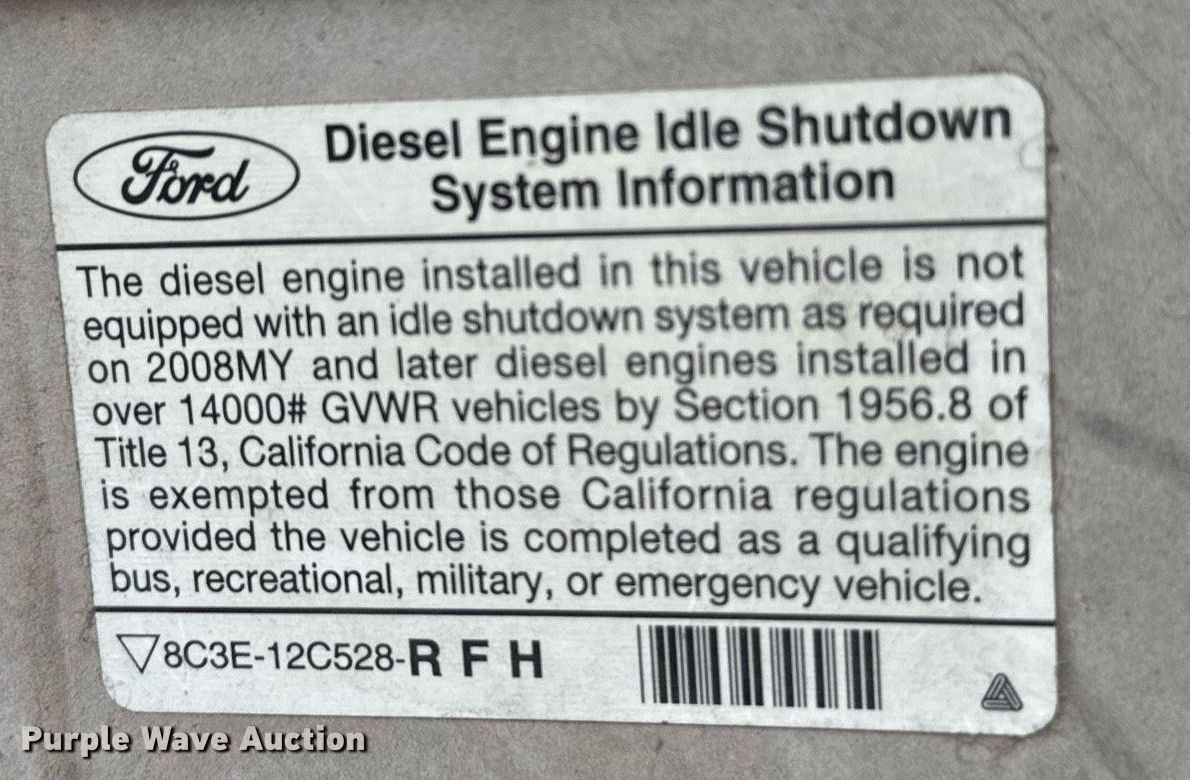 Ford
Diesel Engine Idle Shutdown
System Information
The diesel engine installed in this vehicle is not
equipped with an idle shutdown system as required
on 2008MY and later diesel engines installed in
over 14000# GVWR vehicles by Section 1956.8 of
Title 13, California Code of Regulations. The engine
is exempted from those California regulations
provided the vehicle is completed as a qualifying
bus, recreational, military, or emergency vehicle.
8C3E-12C528-R F H
Purple Wave Auction